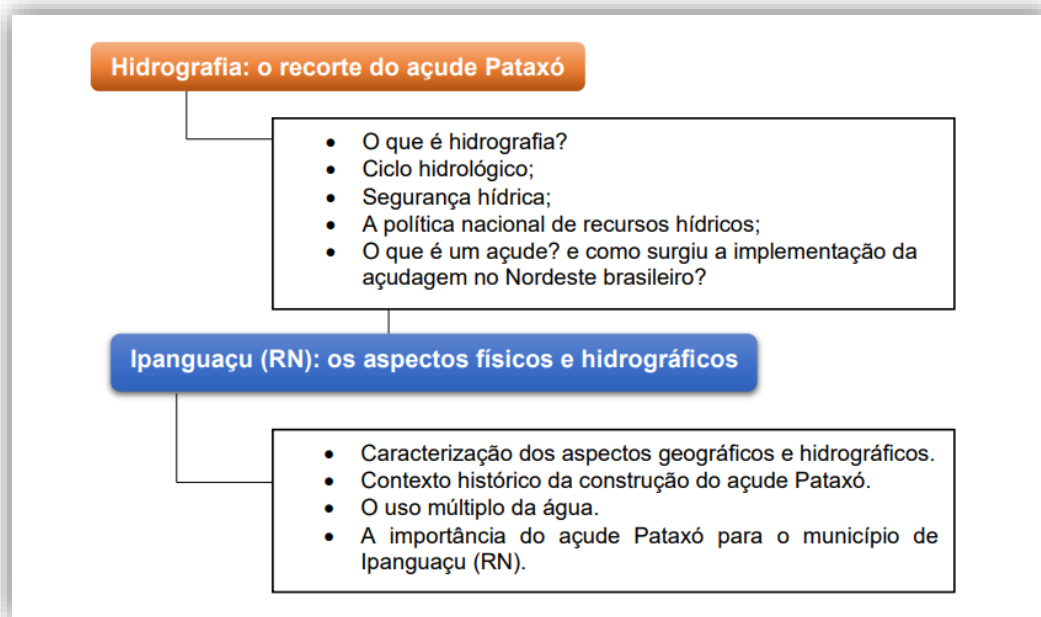 Hidrografia: o recorte do açude Pataxó
• O que é hidrografia?
• Ciclo hidrológico;
• Segurança hídrica;
• A política nacional de recursos hídricos;
• O que é um açude? e como surgiu a implementação da
açudagem no Nordeste brasileiro?
Ipanguaçu (RN): os aspectos físicos e hidrográficos
• Caracterização dos aspectos geográficos e hidrográficos.
• Contexto histórico da construção do açude Pataxó.
• O uso múltiplo da água.
• A importância do açude Pataxó para o município de
Ipanguaçu (RN).